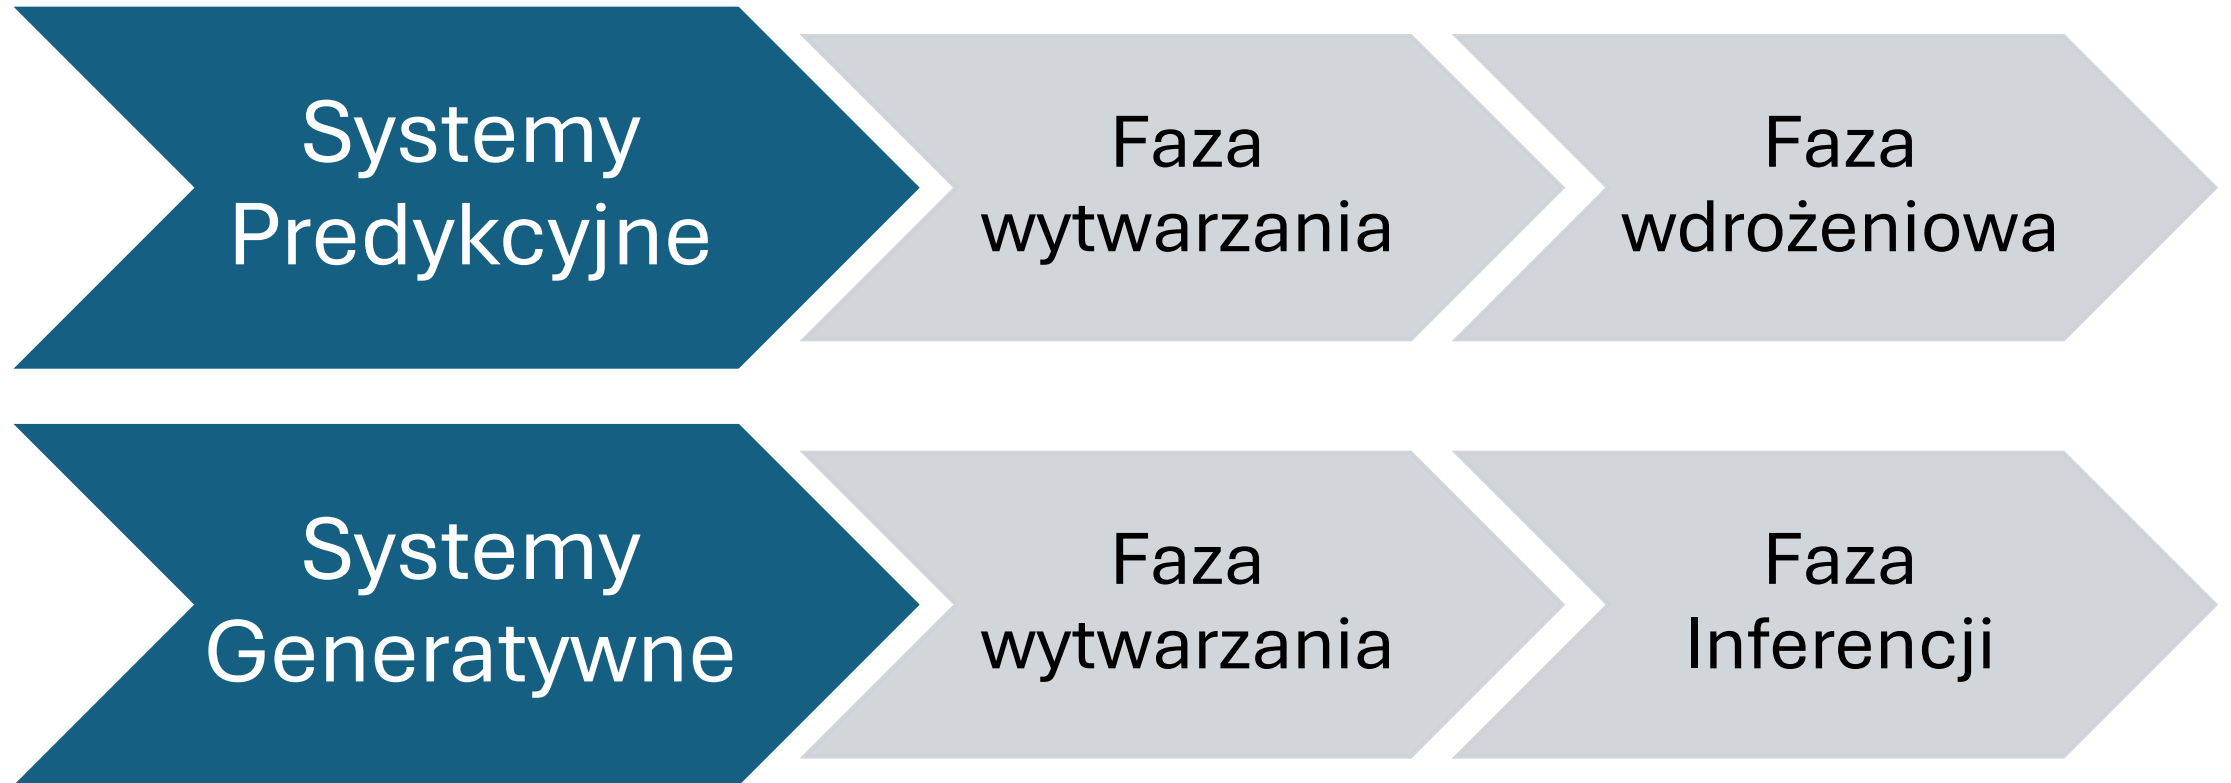 Systemy
Predykcyjne
Faza
wytwarzania
Faza
wdrożeniowa
Systemy
Generatywne
Faza
wytwarzania
Faza
Inferencji